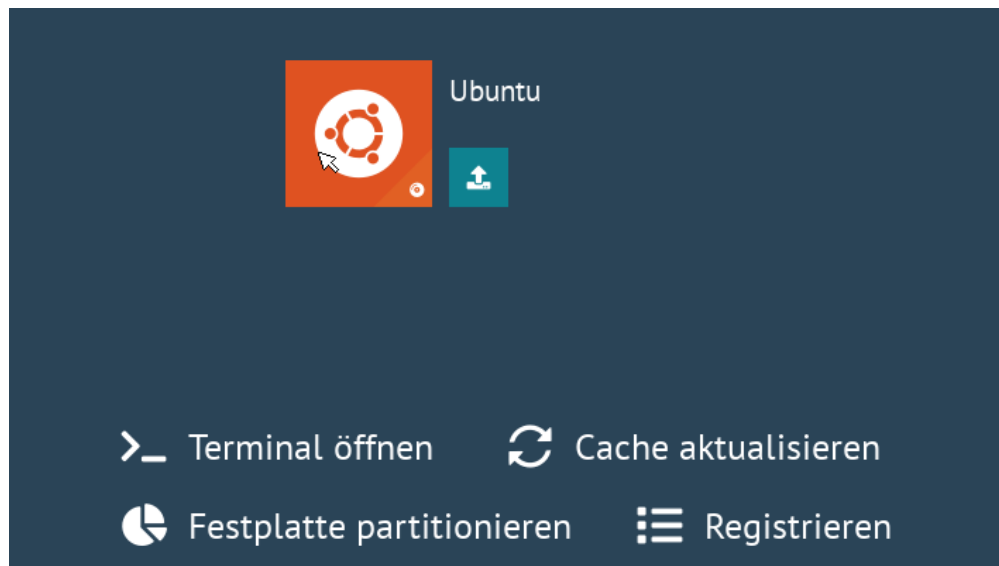 Ubuntu
Terminal öffnen
Cache aktualisieren
Festplatte partitionieren
Registrieren